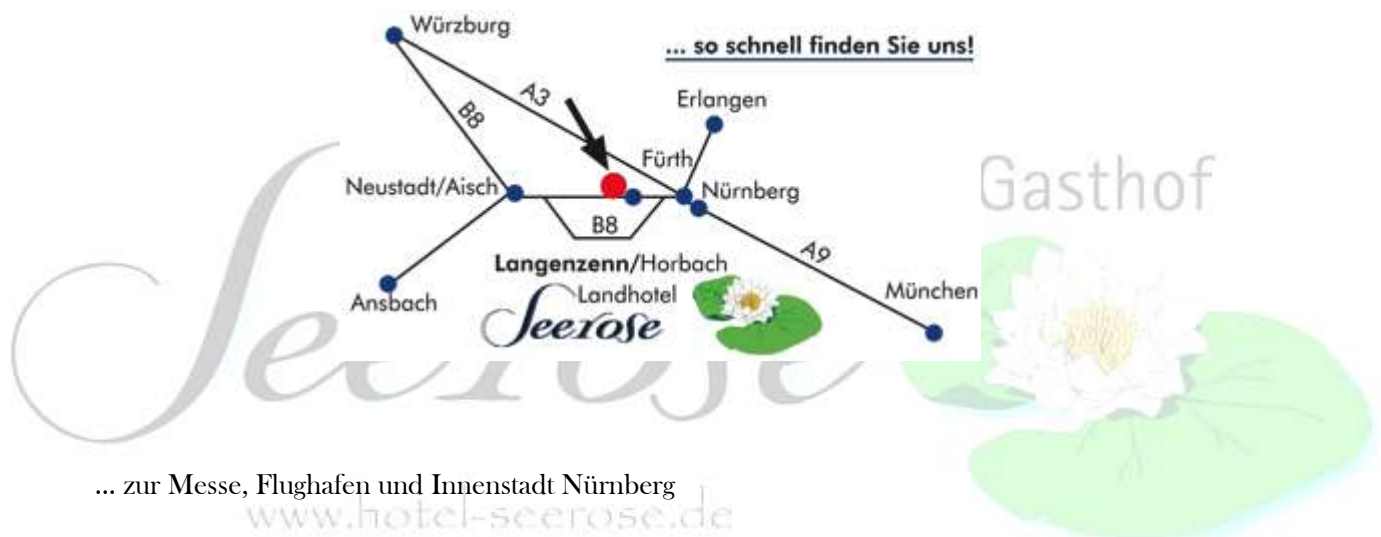 Würzburg
... so schnell finden Sie uns!
A3
Erlangen
B8
Fürth
Neustadt/Aisch
Nürnberg
Gasthof
B8
A9
Langenzenn/Horbach
München
Landhotel
Ansbach
Seerose
Seerose
... zur Messe, Flughafen und Innenstadt Nürnberg
www.hotel-seerose.de